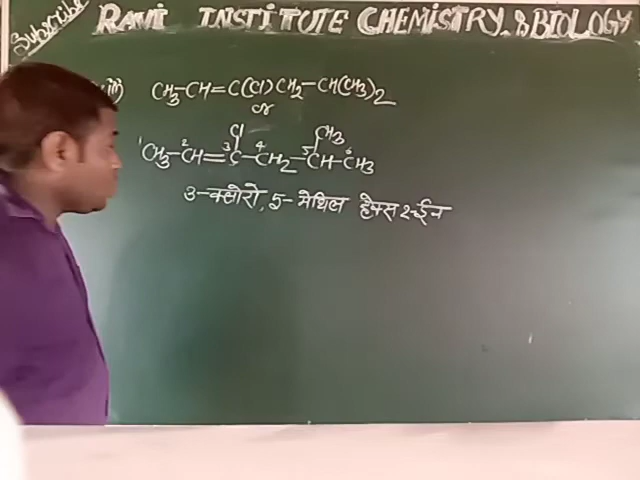 Subscribe
RAVI INSTITUTE CHEMISTRY & BIOLOGY
CH3-CH=C(Cl)CH2-CH(CH3)2
or
Cl CH3
1CH3-2CH=3C-4CH2-5CH-6CH3
3-क्लोरो, 5-मेथिल हेक्स 2-ईन